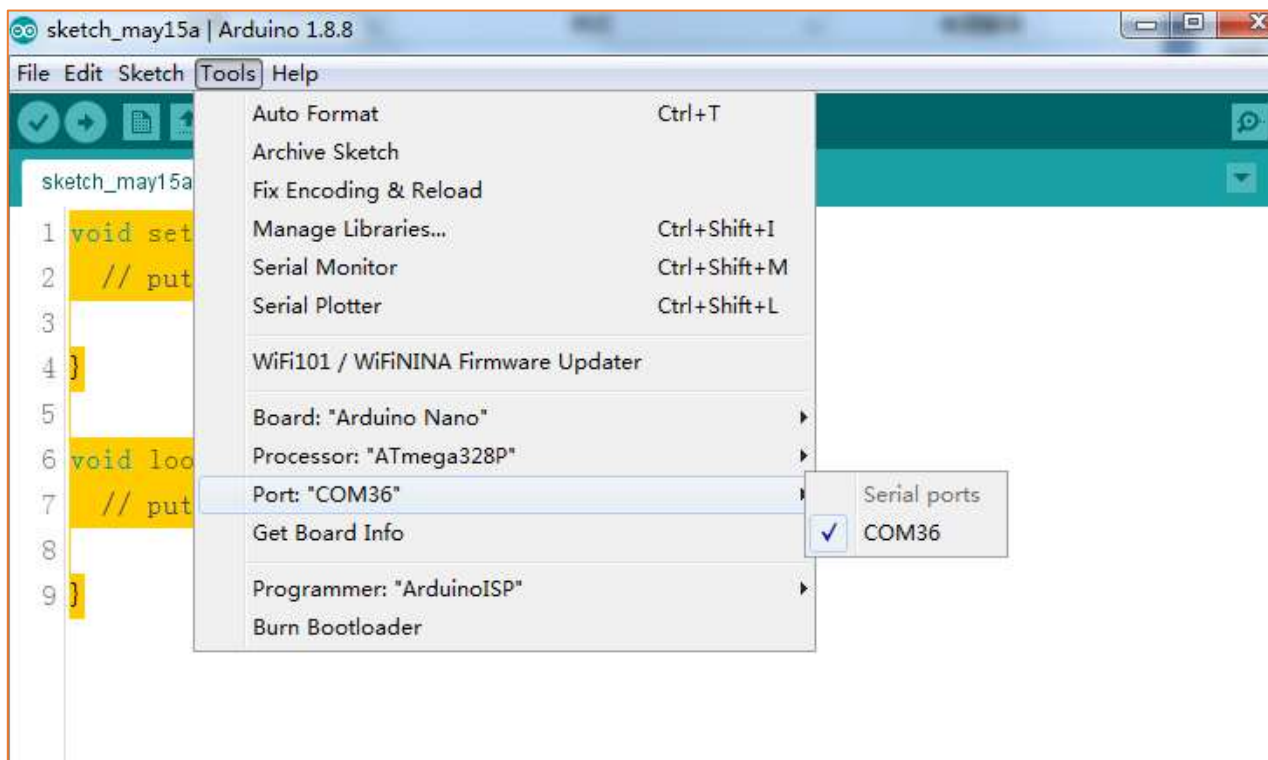 sketch_may15a | Arduino 1.8.8
File Edit Sketch Tools Help
sketch_may15a
Auto Format Ctrl+T
Archive Sketch
Fix Encoding & Reload
Manage Libraries... Ctrl+Shift+I
Serial Monitor Ctrl+Shift+M
Serial Plotter Ctrl+Shift+L
WiFi101 / WiFiNINA Firmware Updater
Board: "Arduino Nano"
Processor: "ATmega328P"
Port: "COM36"
Get Board Info
Programmer: "ArduinoISP"
Burn Bootloader
Serial ports
COM36
1 void set
2 // put
3
4 }
5
6 void loo
7 // put
8
9 }